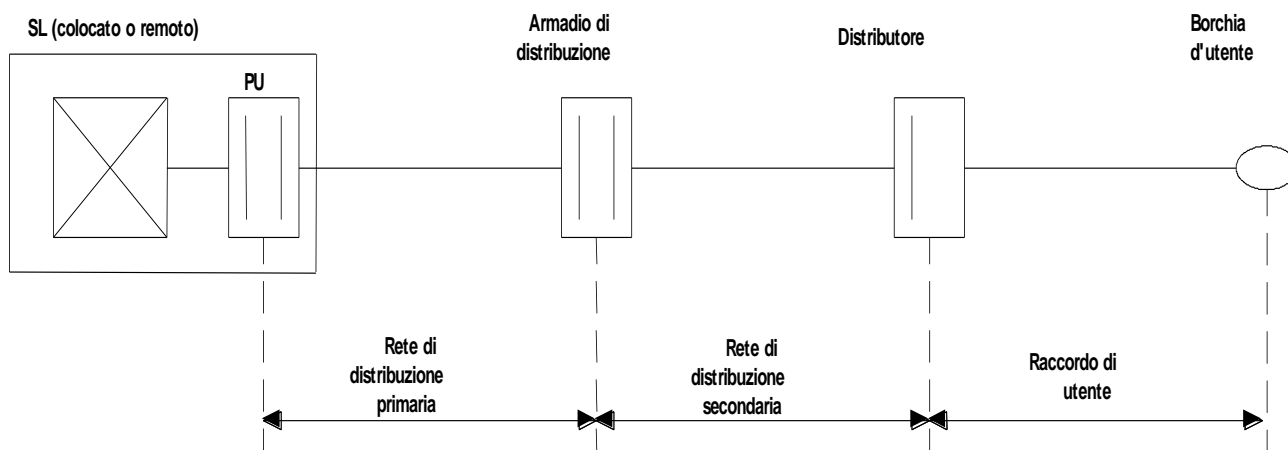 SL (colocato o remoto)
PU
Armadio di
distribuzione
Distributore
Borchia
d'utente
Rete di
distribuzione
primaria
Rete di
distribuzione
secondaria
Raccordo di
utente